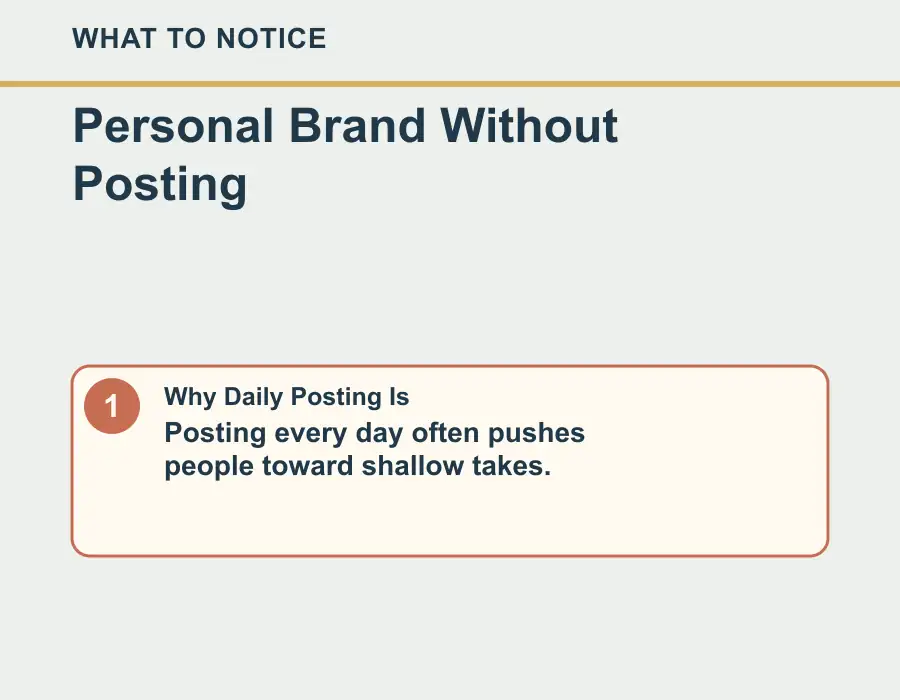 WHAT TO NOTICE
Personal Brand Without
Posting
1
Why Daily Posting Is
Posting every day often pushes
people toward shallow takes.